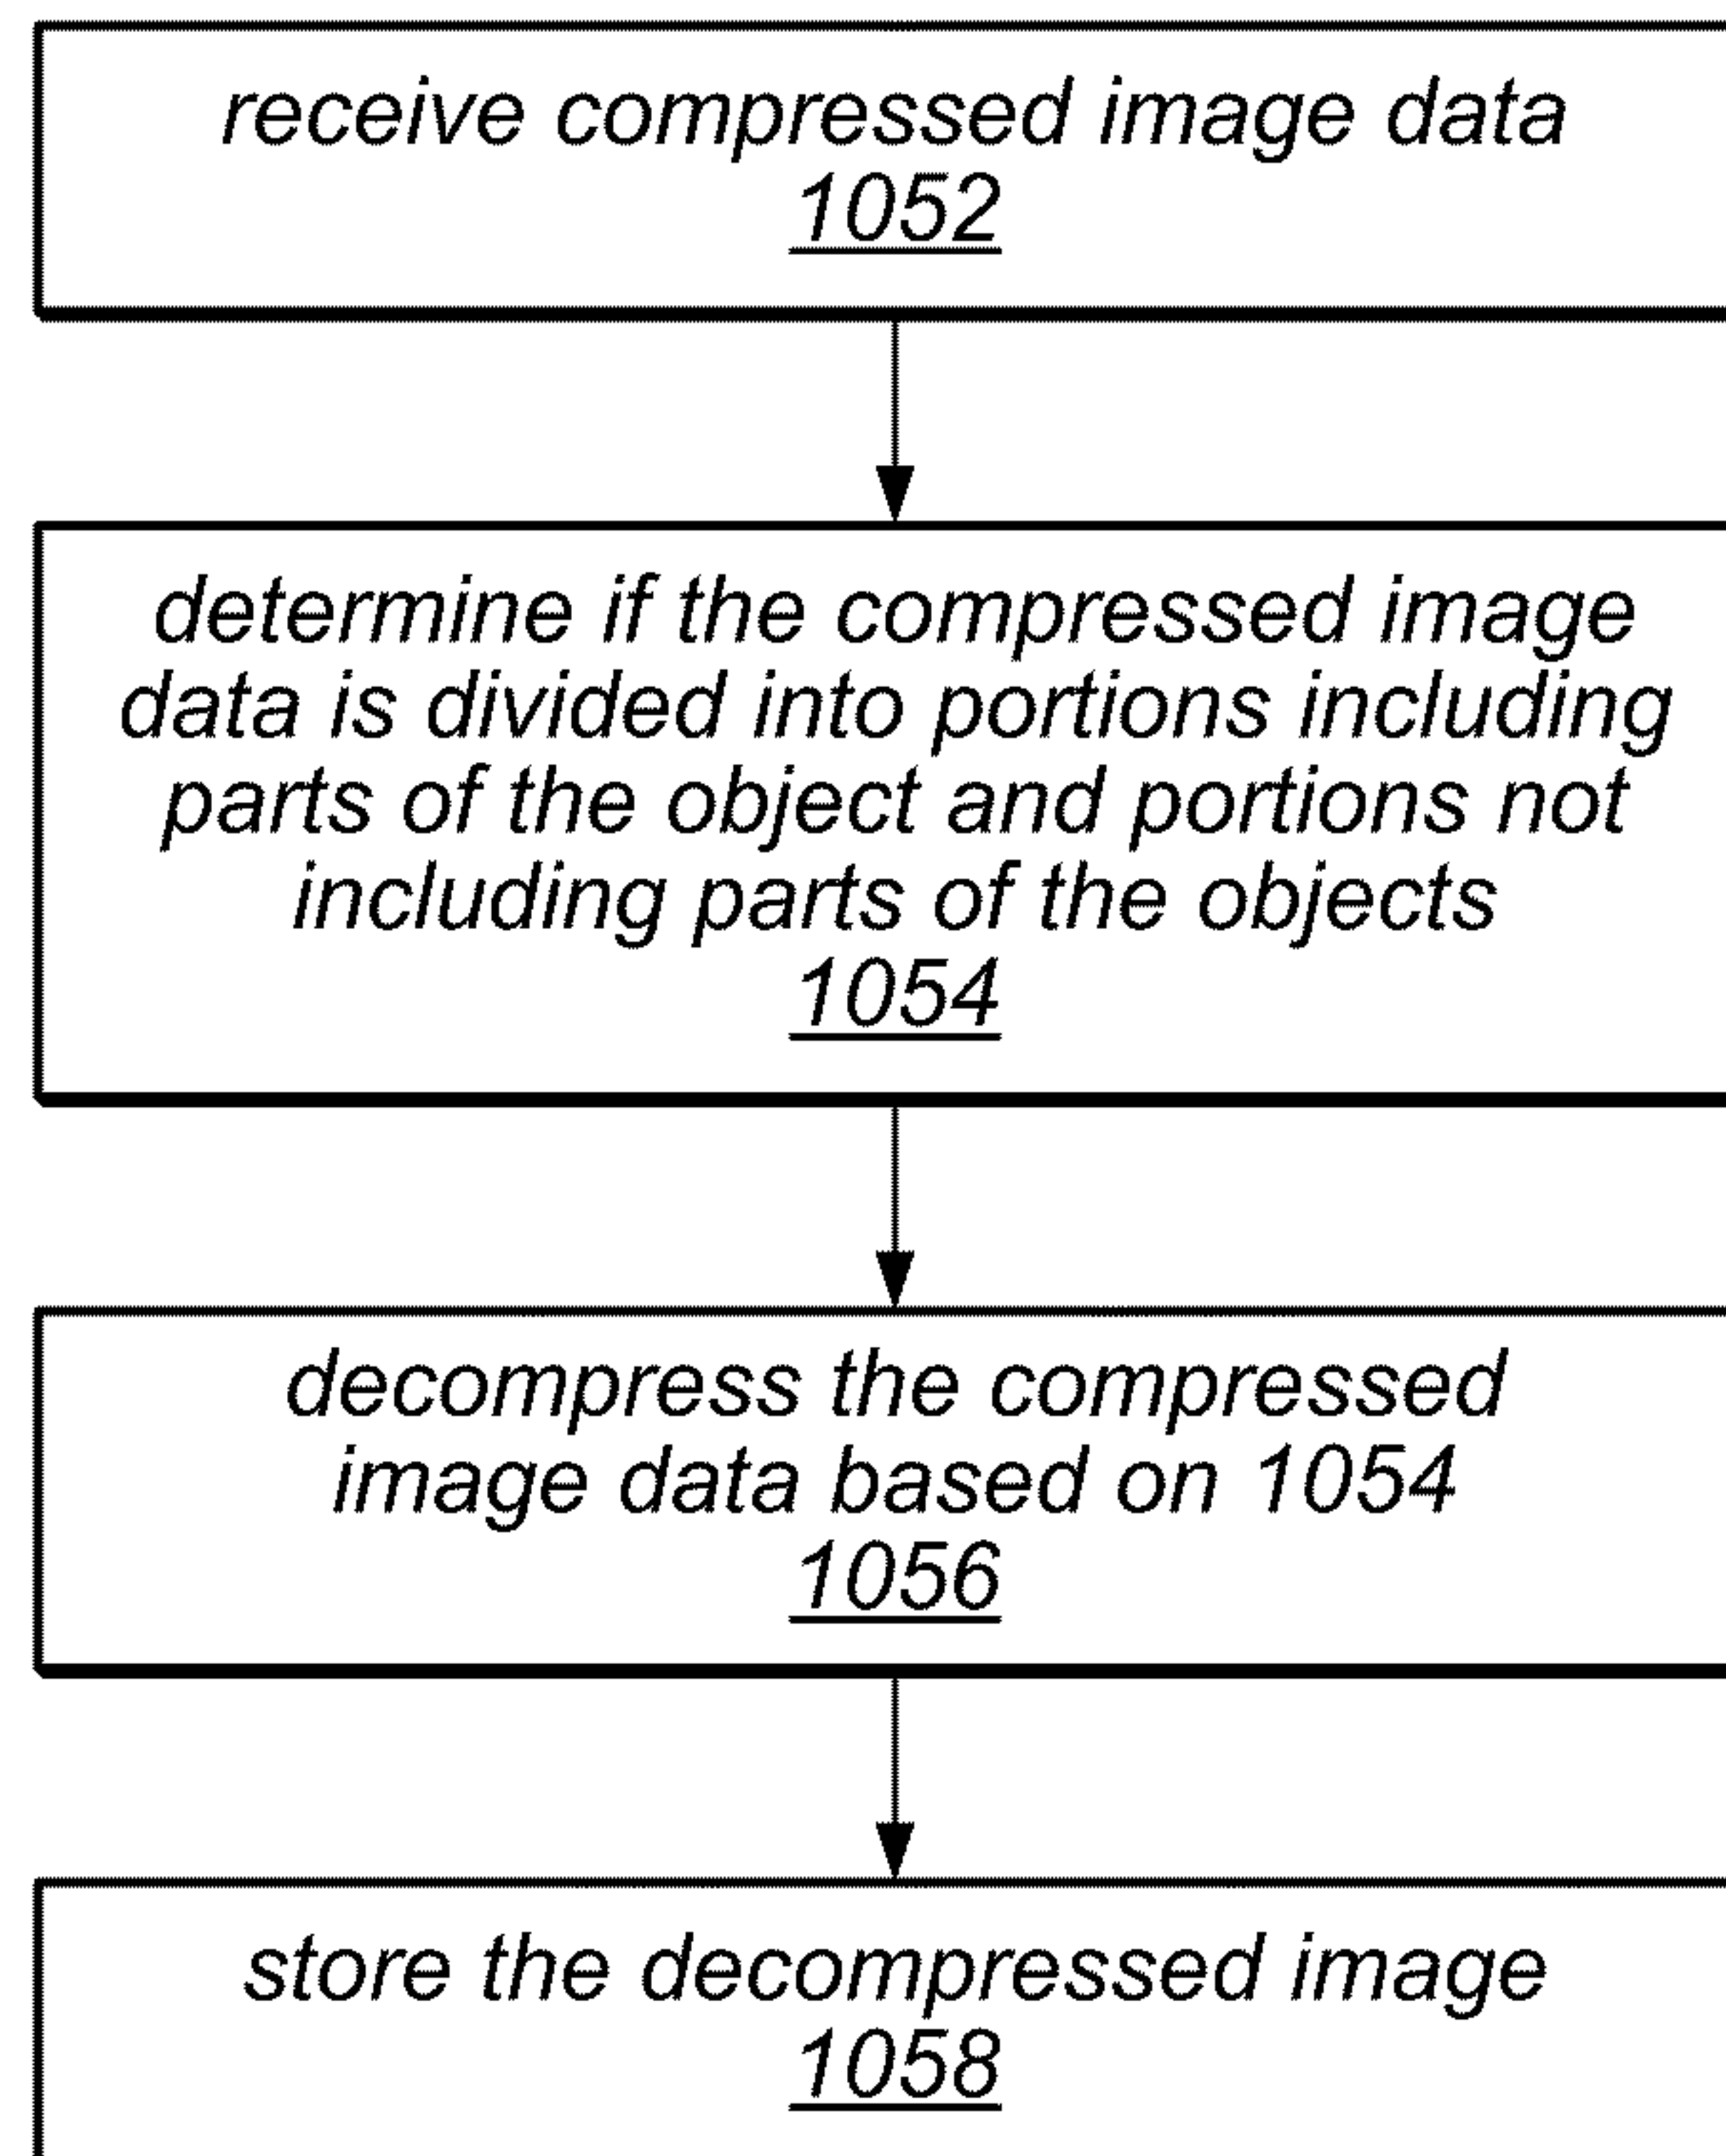 receive compressed image data
1052
determine if the compressed image
data is divided into portions including
parts of the object and portions not
including parts of the objects
1054
decompress the compressed
image data based on 1054
1056
store the decompressed image
1058